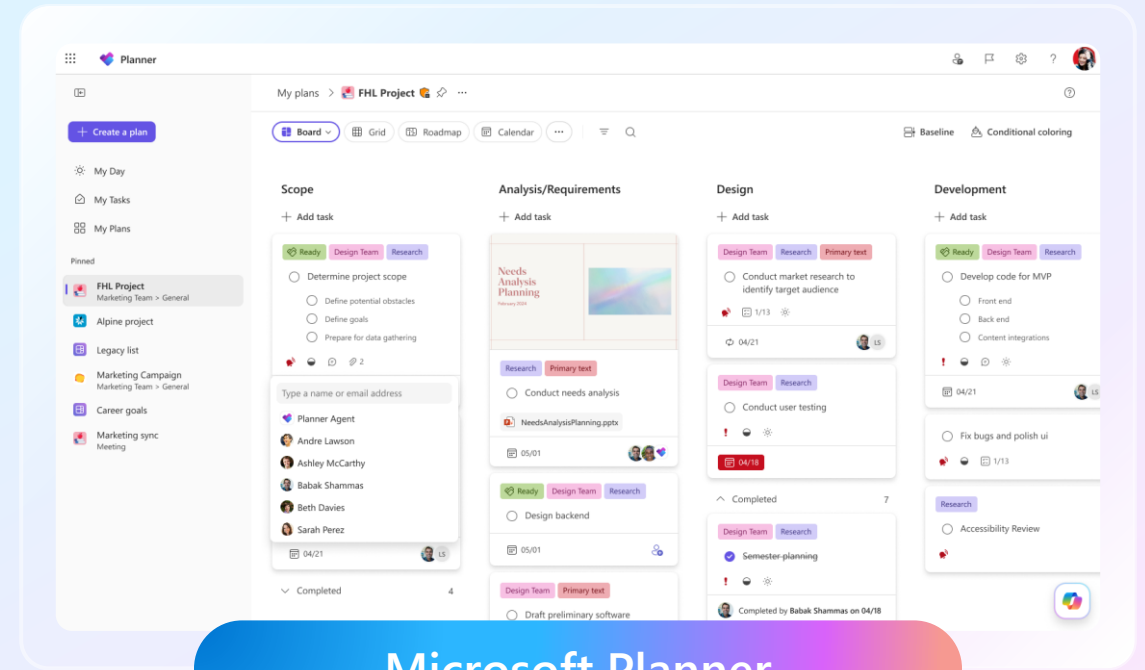 Planner
My plans > FHL Project ...
Create a plan
Board
Grid
Roadmap
Calendar
...
Baseline
Conditional coloring
My Day
My Tasks
My Plans
Pinned
FHL Project
Marketing Team > General
Alpine project
Legacy list
Marketing Campaign
Marketing Team > General
Career goals
Marketing sync
Meeting
Scope
+ Add task
Ready Design Team Research
Determine project scope
Define potential obstacles
Define goals
Prepare for data gathering
2
Type a name or email address
Planner Agent
Andre Lawson
Ashley McCarthy
Babak Shammas
Beth Davies
Sarah Perez
04/21 LS
Completed 4
Analysis/Requirements
+ Add task
Needs
Analysis
Planning
February 2024
Research Primary text
Conduct needs analysis
NeedsAnalysisPlanning.pptx
05/01
Ready Design Team Research
Design backend
05/01
Design Team Primary text
Draft preliminary software
Design
+ Add task
Design Team Research Primary text
Conduct market research to
identify target audience
1/13
04/21 LS
Design Team Research
Conduct user testing
04/18
Completed 7
Design Team Research
Semester planning
Completed by Babak Shammas on 04/18
Development
+ Add task
Ready Design Team Research
Develop code for MVP
Front end
Back end
Content integrations
04/21 LS
Fix bugs and polish ui
1/13
Research
Accessibility Review
Microsoft Planner